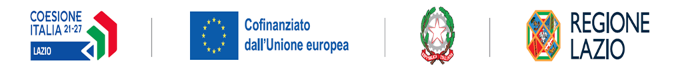 COESIONE
ITALIA 21-27
LAZIO
Cofinanziato
dall'Unione europea
REGIONE
LAZIO